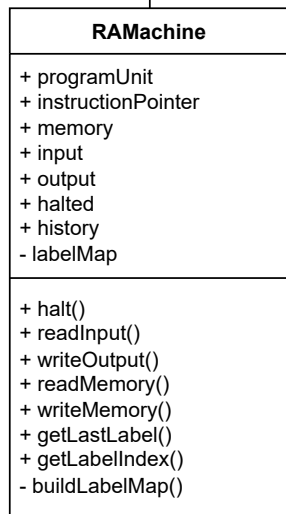 RAMachine
+ programUnit
+ instructionPointer
+ memory
+ input
+ output
+ halted
+ history
- labelMap
+ halt()
+ readInput()
+ writeOutput()
+ readMemory()
+ writeMemory()
+ getLastLabel()
+ getLabelIndex()
- buildLabelMap()